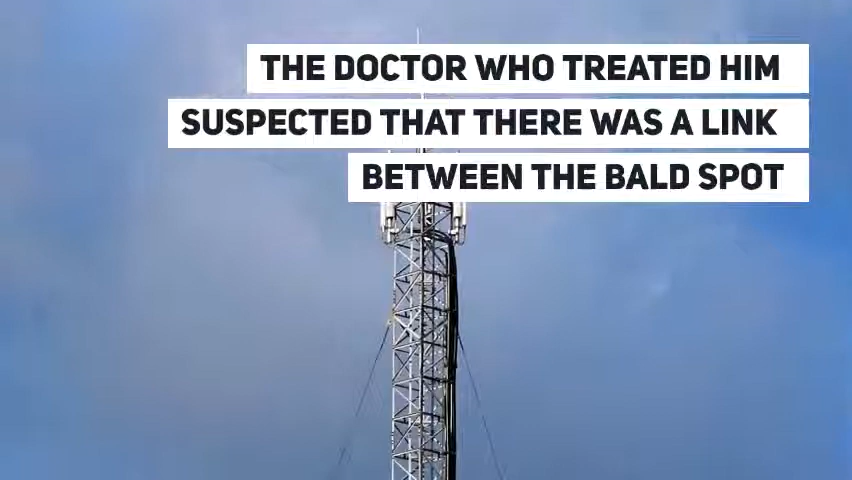 THE DOCTOR WHO TREATED HIM
SUSPECTED THAT THERE WAS A LINK
BETWEEN THE BALD SPOT